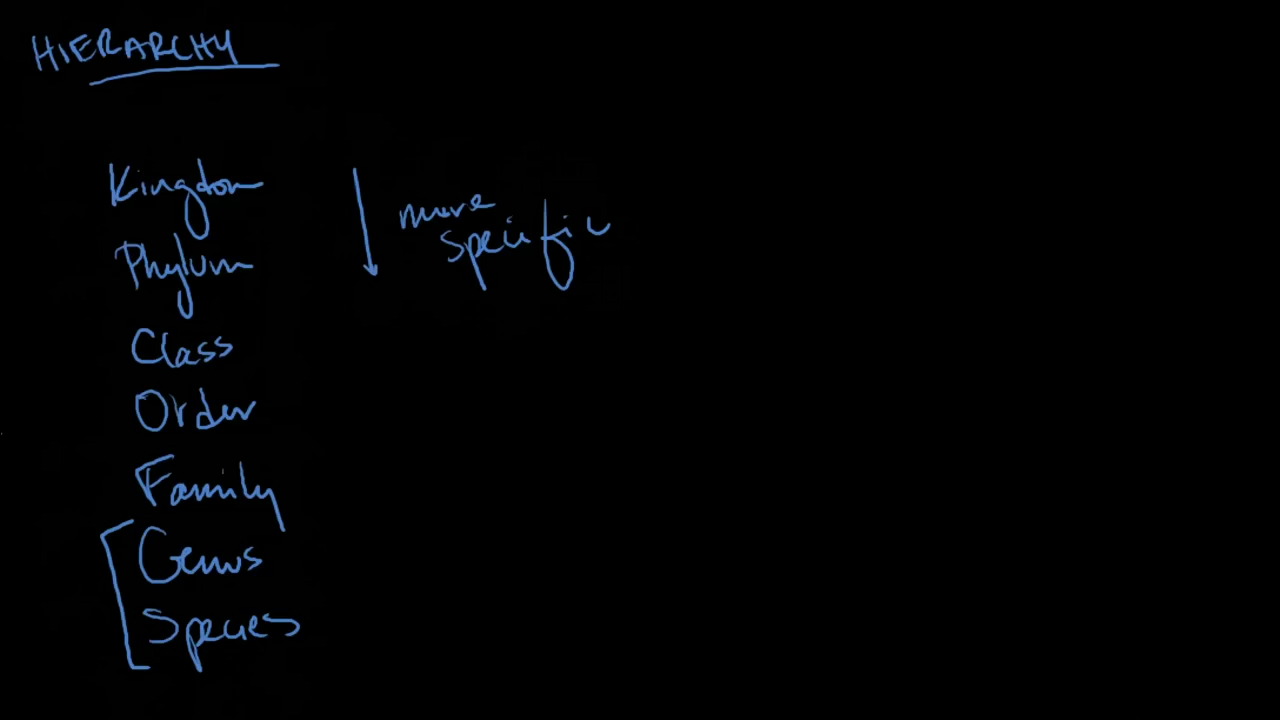 HIERARCHY
Kingdom
Phylum
Class
Order
Family
Genus
Species
more
specific